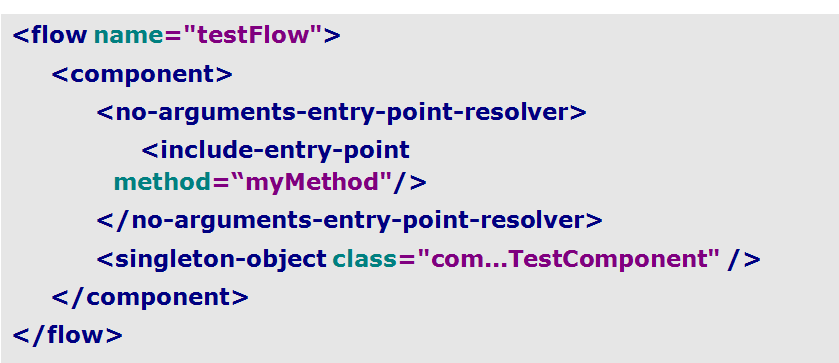 <flow name="testFlow">
<component>
<no-arguments-entry-point-resolver>
<include-entry-point
method=“myMethod"/>
</no-arguments-entry-point-resolver>
<singleton-object class="com…TestComponent" />
</component>
</flow>